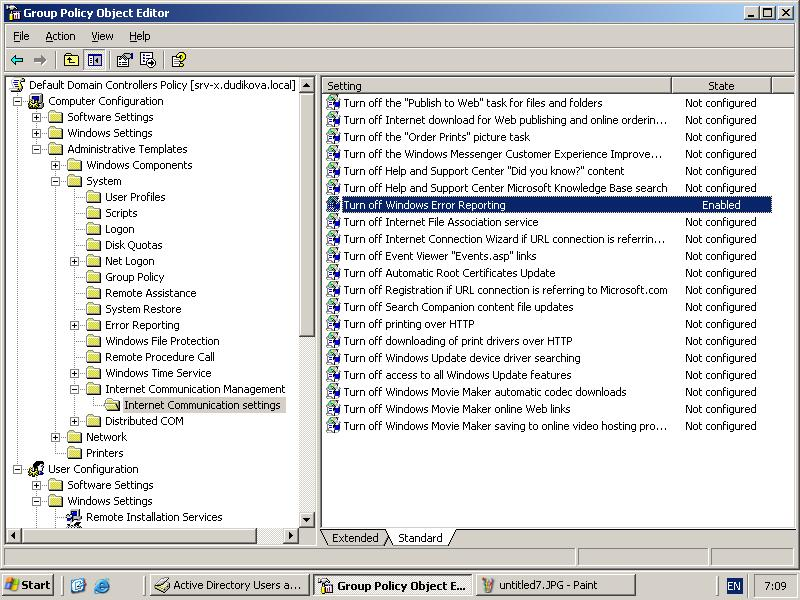 Group Policy Object Editor
File Action View Help
Default Domain Controllers Policy [srv-x.dudikova.local]
Computer Configuration
Software Settings
Windows Settings
Administrative Templates
Windows Components
System
User Profiles
Scripts
Logon
Disk Quotas
Net Logon
Group Policy
Remote Assistance
System Restore
Error Reporting
Windows File Protection
Remote Procedure Call
Windows Time Service
Internet Communication Management
Internet Communication settings
Distributed COM
Network
Printers
User Configuration
Software Settings
Windows Settings
Remote Installation Services
Setting State
Turn off the "Publish to Web" task for files and folders Not configured
Turn off Internet download for Web publishing and online orderin... Not configured
Turn off the "Order Prints" picture task Not configured
Turn off the Windows Messenger Customer Experience Improve... Not configured
Turn off Help and Support Center "Did you know?" content Not configured
Turn off Help and Support Center Microsoft Knowledge Base search Not configured
Turn off Windows Error Reporting Enabled
Turn off Internet File Association service Not configured
Turn off Internet Connection Wizard if URL connection is referrin... Not configured
Turn off Event Viewer "Events.asp" links Not configured
Turn off Automatic Root Certificates Update Not configured
Turn off Registration if URL connection is referring to Microsoft.com Not configured
Turn off Search Companion content file updates Not configured
Turn off printing over HTTP Not configured
Turn off downloading of print drivers over HTTP Not configured
Turn off Windows Update device driver searching Not configured
Turn off access to all Windows Update features Not configured
Turn off Windows Movie Maker automatic codec downloads Not configured
Turn off Windows Movie Maker online Web links Not configured
Turn off Windows Movie Maker saving to online video hosting pro... Not configured
Extended Standard
Start Active Directory Users a... Group Policy Object E... untitled7.JPG - Paint EN 7:09